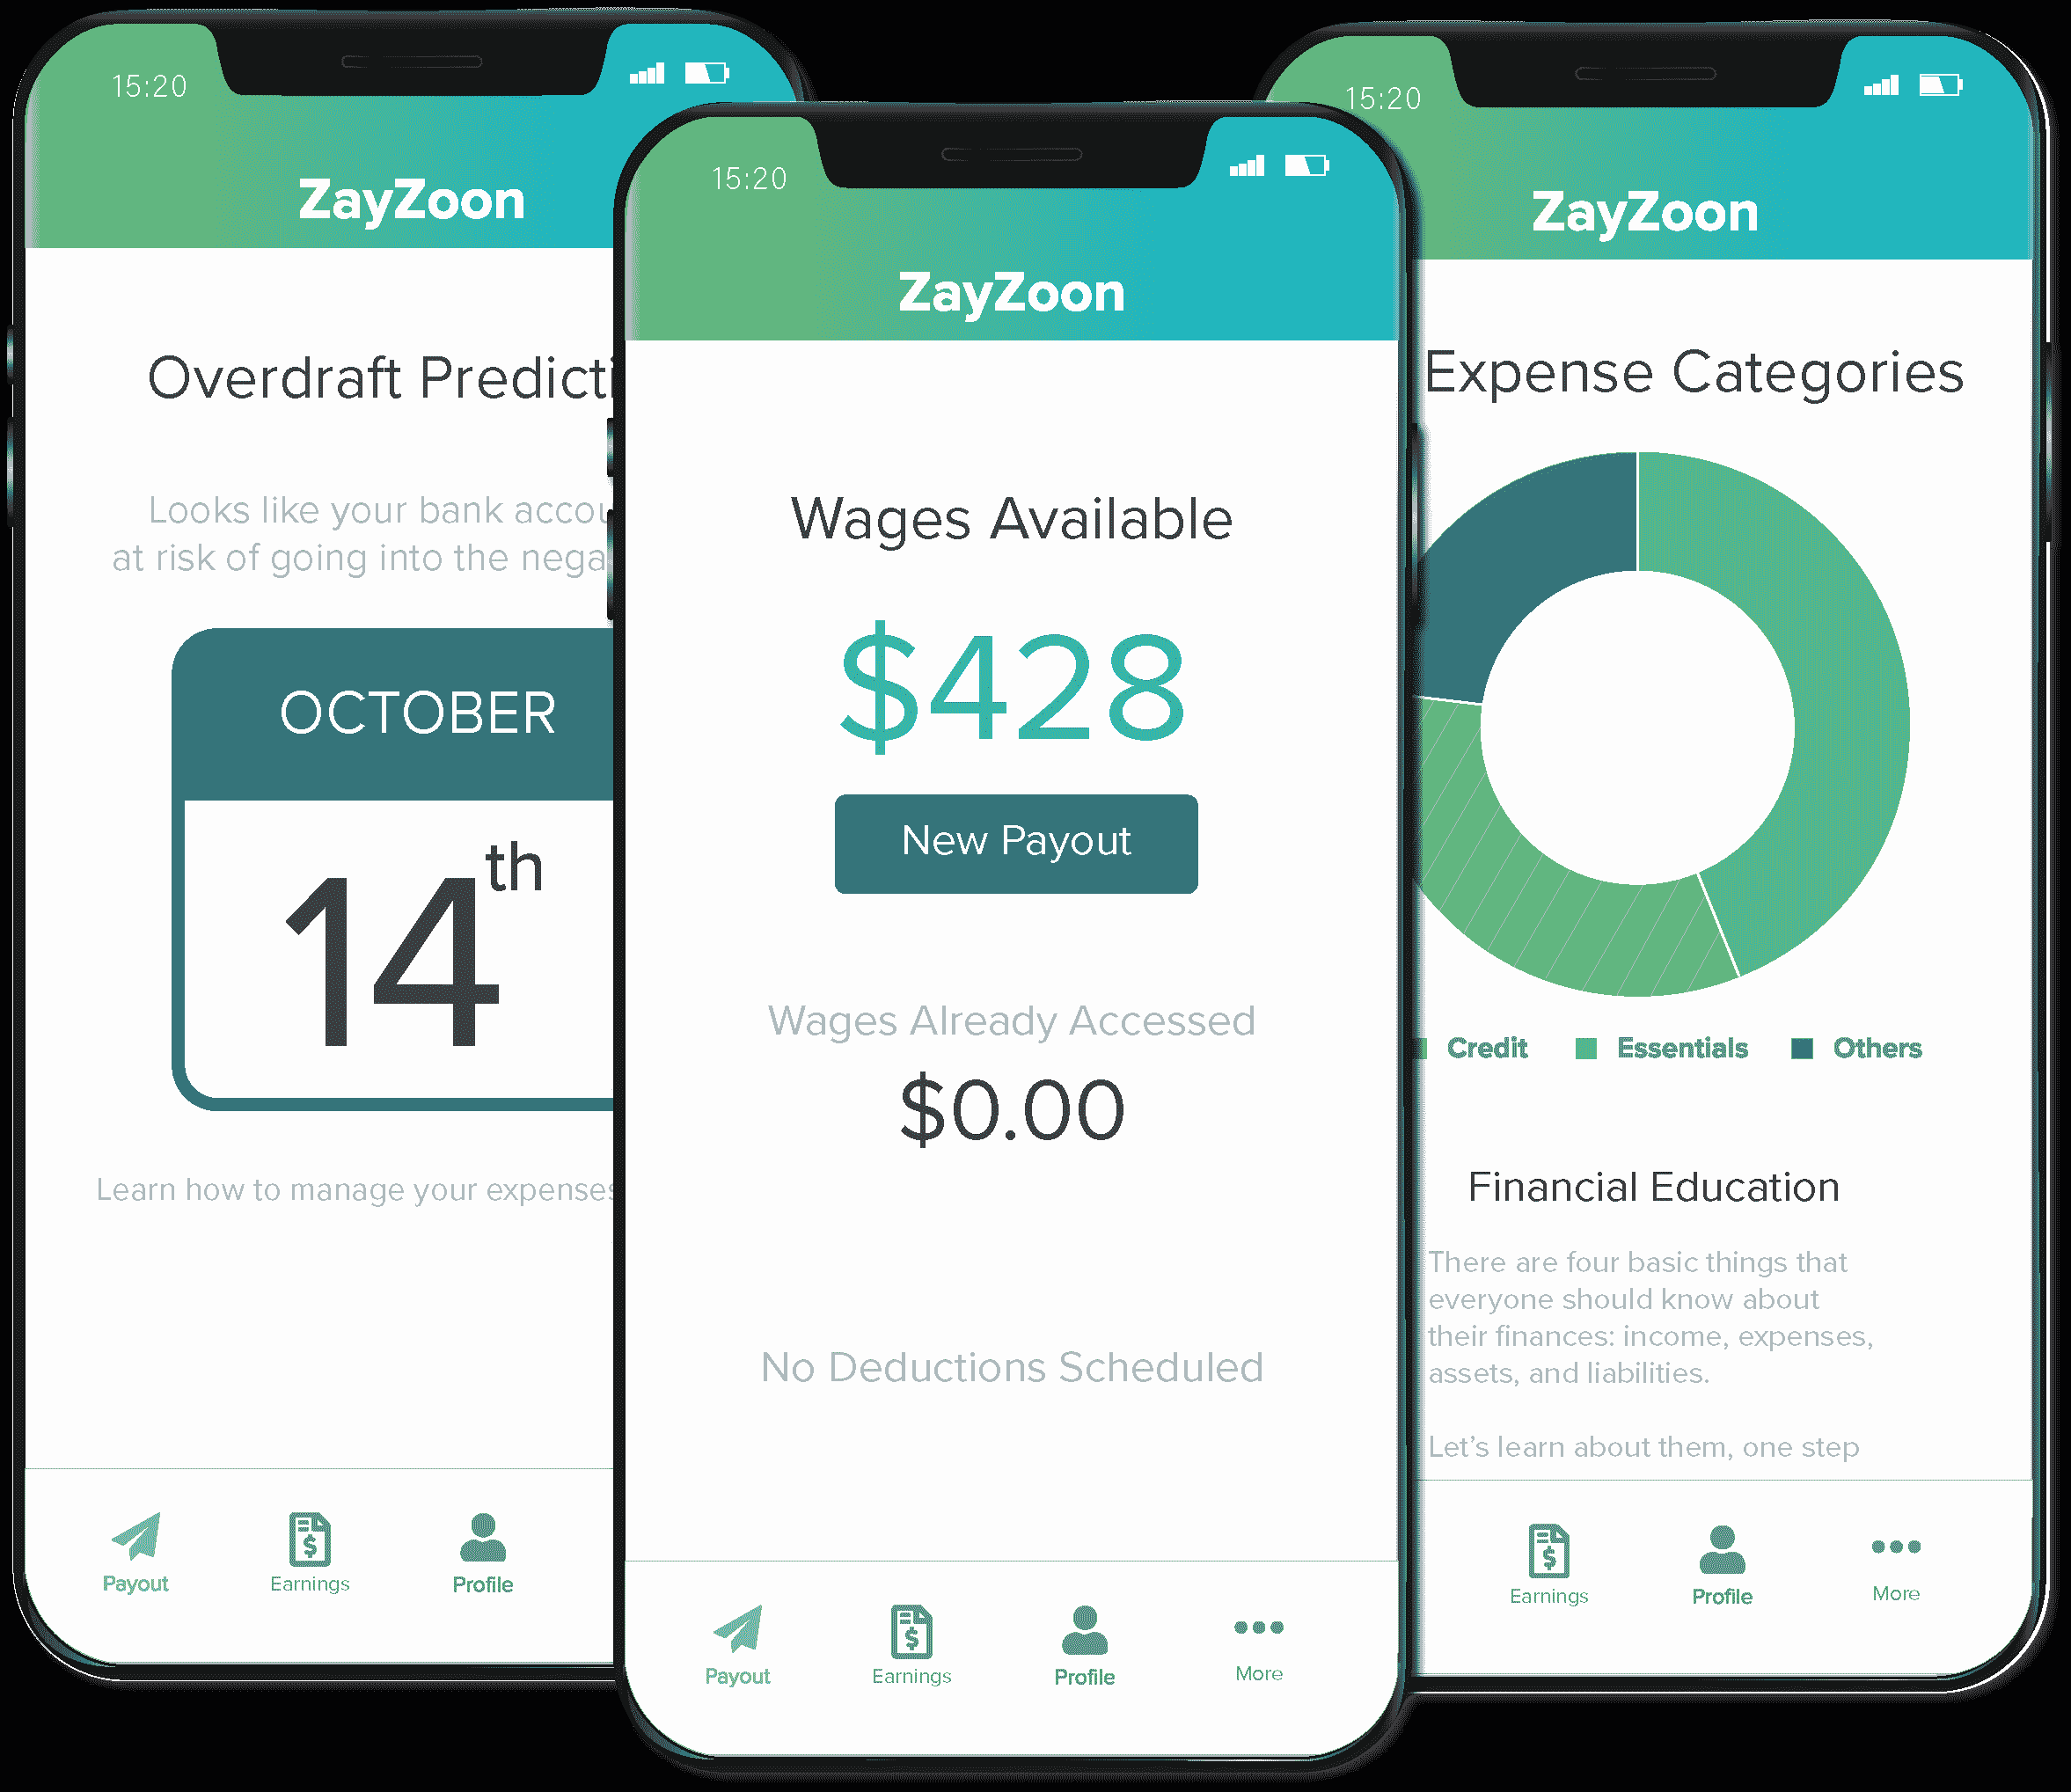 15:20
ZayZoon
Overdraft Predicti
Looks like your bank accou
at risk of going into the nega
OCTOBER
14th
Learn how to manage your expenses
Payout
Earnings
Profile
15:20
ZayZoon
Wages Available
$428
New Payout
Wages Already Accessed
$0.00
No Deductions Scheduled
Payout
Earnings
Profile
More
15:20
ZayZoon
Expense Categories
Credit
Essentials
Others
Financial Education
There are four basic things that
everyone should know about
their finances: income, expenses,
assets, and liabilities.
Let's learn about them, one step
Earnings
Profile
More